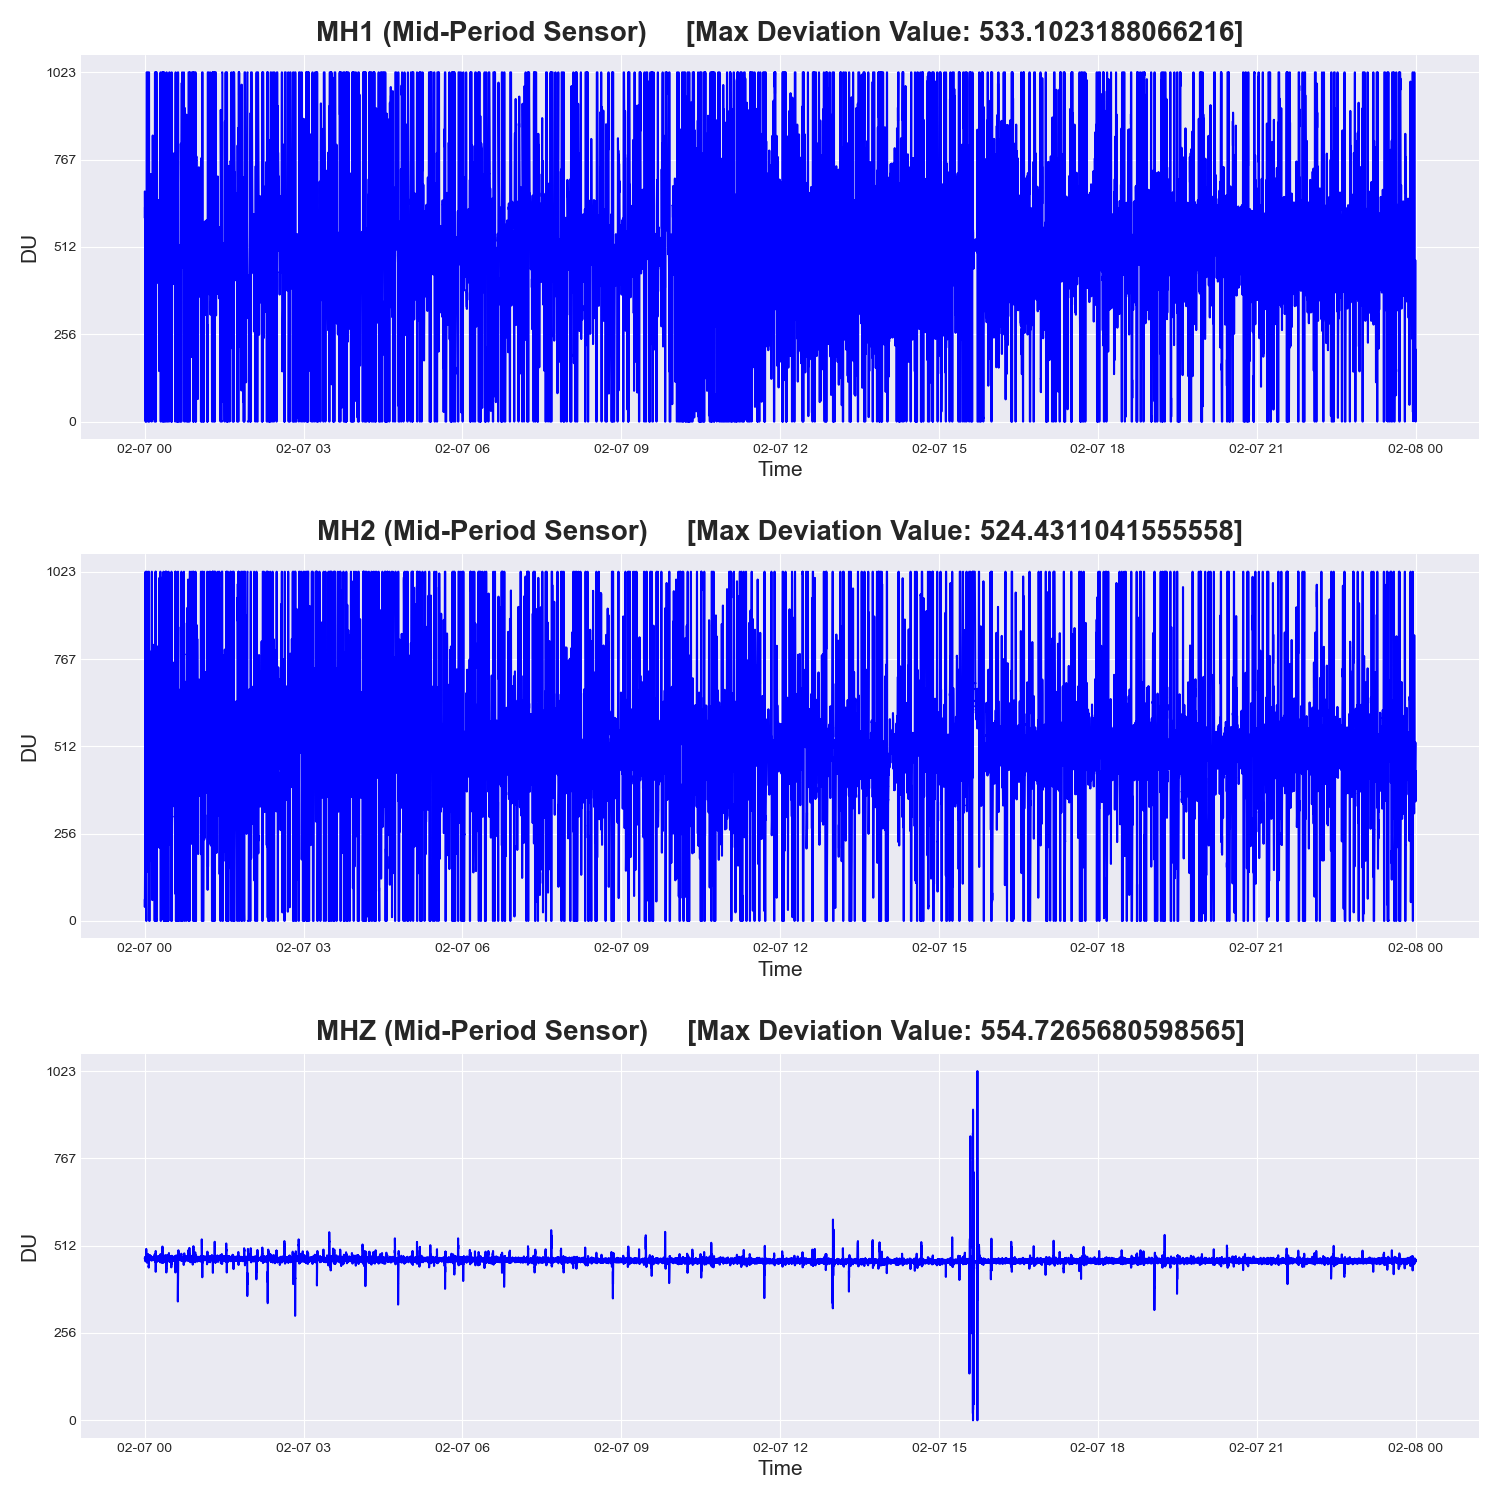 MH1 (Mid-Period Sensor) [Max Deviation Value: 533.1023188066216]
1023
767
512
256
0
DU
02-07 00 02-07 03 02-07 06 02-07 09 02-07 12 02-07 15 02-07 18 02-07 21 02-08 00
Time
MH2 (Mid-Period Sensor) [Max Deviation Value: 524.4311041555558]
1023
767
512
256
0
DU
02-07 00 02-07 03 02-07 06 02-07 09 02-07 12 02-07 15 02-07 18 02-07 21 02-08 00
Time
MHZ (Mid-Period Sensor) [Max Deviation Value: 554.7265680598565]
1023
767
512
256
0
DU
02-07 00 02-07 03 02-07 06 02-07 09 02-07 12 02-07 15 02-07 18 02-07 21 02-08 00
Time